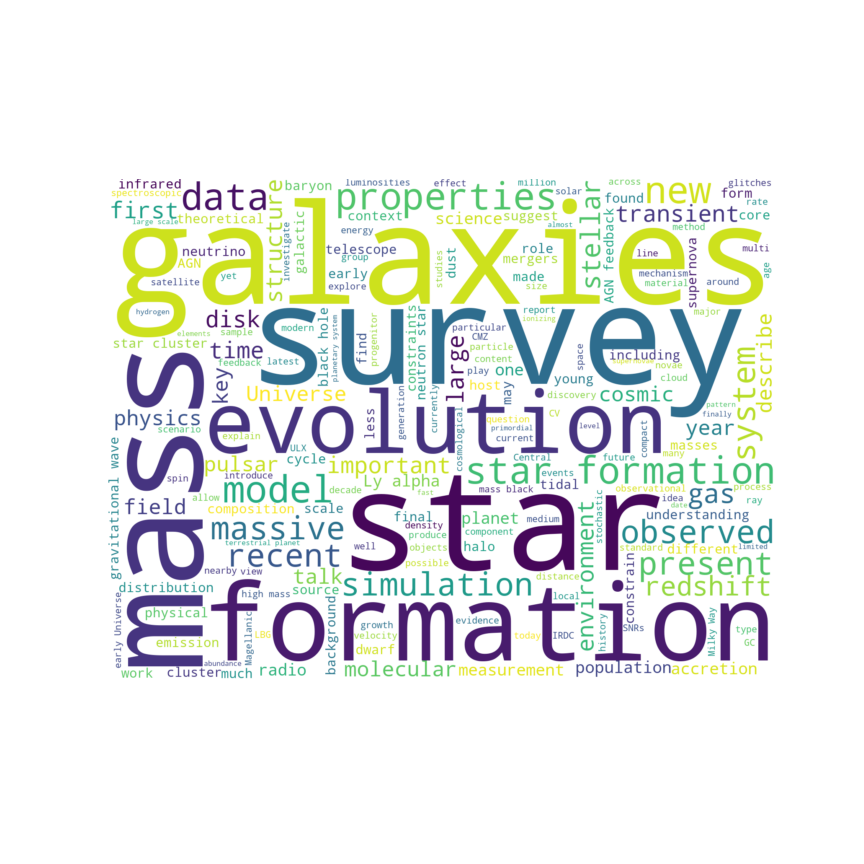 infrared
spectroscopic
large scale
data
first
theoretical
baryon
luminosities
effect
million
solar
across
glitches
properties
new
form
rate
context
energy
science
suggest
almost
stellar
found
transient
core
method
galaxies
neutrino
AGN
satellite
yet
structure
galactic
investigate
group
explore
telescope
early
studies
dust
role
mergers
made
size
AGN feedback
line
mechanism
material
supernova
around
multi
age
hydrogen
elements
sample
disk
modern
report
ionizing
major
survey
star cluster
feedback
latest
time
black hole
planetary system
find
progenitor
constraints
neutron star
particular
CMZ
particle
content
play
large
one
space
novae
cloud
supernovae
including
young
discovery
pattern
finally
key
Universe
less
generation
currently
host
may
cosmic
system
describe
mass
physics
scenario
explain
evolution
cosmological
question
primordial
current
CV
level
compact
many
year
masses
gravitational wave
pulsar
spin
introduce
ULX
cycle
important
Central
future
events
tidal
star formation
observational
idea
process
ray
date
allow
model
decade
Ly alpha
fast
mass black
gas
understanding
field
composition
scale
final
density
planet
component
medium
stochastic
standard
limited
massive
terrestrial planet
produce
well
objects
possible
halo
star
observed
different
recent
nearby
view
talk
source
simulation
distance
local
environment
constrain
present
redshift
distribution
high mass
physical
background
growth
evidence
velocity
today
IRDC
history
SNRs
Milky Way
type
GC
early Universe
emission
iBG
Magellanic
dwarf
formation
abundance
work
cluster
much
radio
molecular
measurement
population
accretion